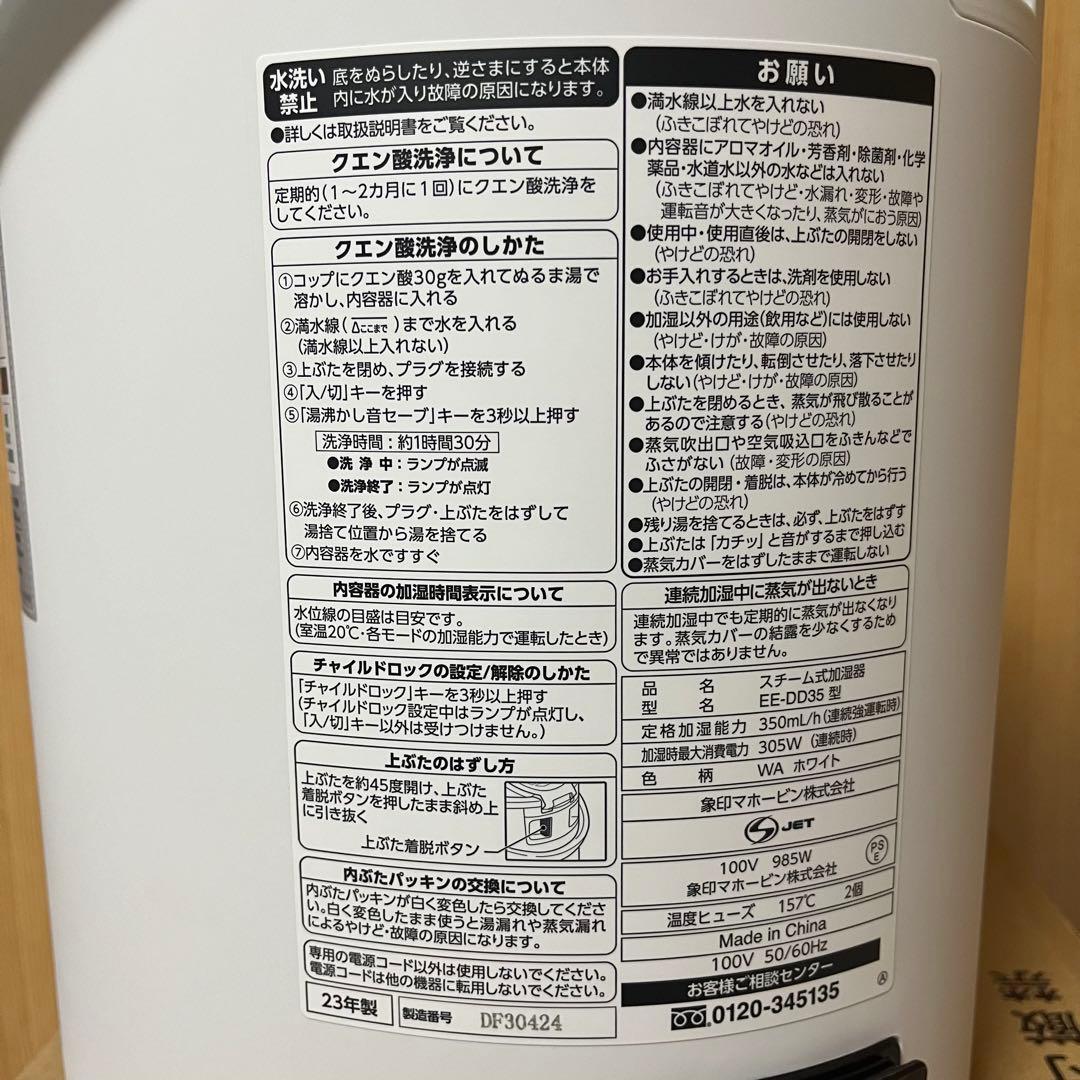 水洗い禁止 底をぬらしたり、逆さまにすると本体
内に水が入り故障の原因になります。
●詳しくは取扱説明書をご覧ください。
クエン酸洗浄について
定期的(1〜2カ月に1回)にクエン酸洗浄を
してください。
クエン酸洗浄のしかた
①コップにクエン酸30gを入れてぬるま湯で
溶かし、内容器に入れる
②満水線(△ここまで)まで水を入れる
(満水線以上入れない)
③上ぶたを閉め、プラグを接続する
④「入/切」キーを押す
⑤「湯沸かし音セーブ」キーを3秒以上押す
洗浄時間：約1時間30分
●洗 浄 中：ランプが点滅
●洗浄終了：ランプが点灯
⑥洗浄終了後、プラグ・上ぶたをはずして
湯捨て位置から湯を捨てる
⑦内容器を水ですすぐ
内容器の加湿時間表示について
水位線の目盛は目安です。
(室温20℃・各モードの加湿能力で運転したとき)
チャイルドロックの設定/解除のしかた
「チャイルドロック」キーを3秒以上押す
(チャイルドロック設定中はランプが点灯し、
「入/切」キー以外は受けつけません。)
上ぶたのはずし方
上ぶたを約45度開け、上ぶた
着脱ボタンを押したまま斜め上
に引き抜く
上ぶた着脱ボタン
内ぶたパッキンの交換について
内ぶたパッキンが白く変色したら交換してくださ
い。白く変色したまま使うと湯漏れや蒸気漏れ
によるやけど・故障の原因になります。
専用の電源コード以外は使用しないでください。
電源コードは他の機器に転用しないでください。
23年製
製造番号 DF30424
お願い
●満水線以上水を入れない
(ふきこぼれてやけどの恐れ)
●内容器にアロマオイル・芳香剤・除菌剤・化学
薬品・水道水以外の水などは入れない
(ふきこぼれてやけど・水漏れ・変形・故障や
運転音が大きくなったり、蒸気がにおう原因)
●使用中・使用直後は、上ぶたの開閉をしない
(やけどの恐れ)
●お手入れするときは、洗剤を使用しない
(ふきこぼれてやけどの恐れ)
●加湿以外の用途(飲用など)には使用しない
(やけど・けが・故障の原因)
●本体を傾けたり、転倒させたり、落下させたり
しない(やけど・けが・故障の原因)
●上ぶたを閉めるとき、蒸気が飛び散ることが
あるので注意する(やけどの恐れ)
●蒸気吹出口や空気吸込口をふきんなどで
ふさがない(故障・変形の原因)
●上ぶたの開閉・着脱は、本体が冷めてから行う
(やけどの恐れ)
●残り湯を捨てるときは、必ず、上ぶたをはずす
●上ぶたは「カチッ」と音がするまで押し込む
●蒸気カバーをはずしたままで運転しない
連続加湿中に蒸気が出ないとき
連続加湿中でも定期的に蒸気が出なくなり
ます。蒸気カバーの結露を少なくするため
で異常ではありません。
品 名 スチーム式加湿器
型 名 EE-DD35 型
定格加湿能力 350mL/h(連続強運転時)
加湿時最大消費電力 305W(連続時)
色 柄 WA ホワイト
象印マホービン株式会社
S JET
100V 985W
PS
E
象印マホービン株式会社
温度ヒューズ 157℃ 2個
Made in China
100V 50/60Hz
お客様ご相談センター
Ⓐ
0120-345135